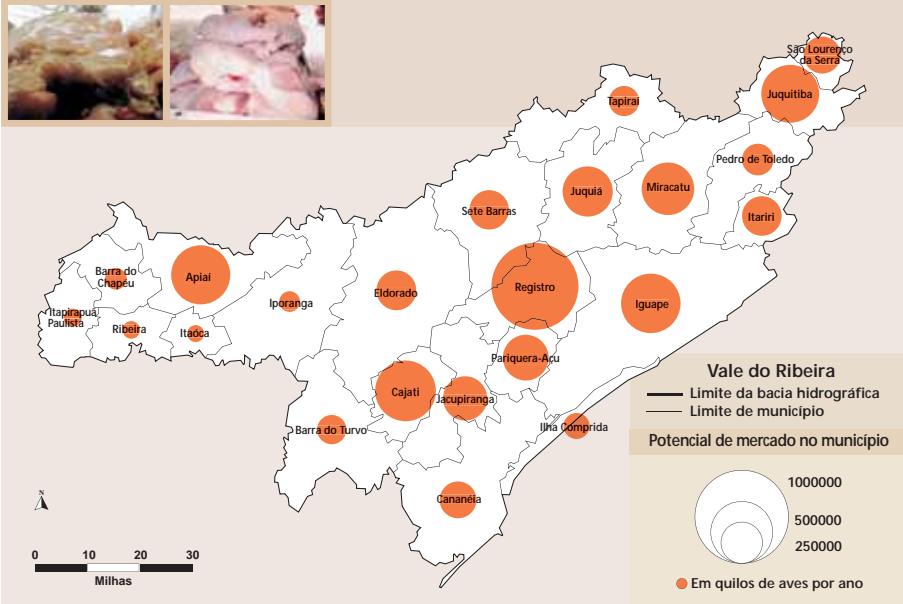 São Lourenço
da Serra
Juquitiba
Tapiraí
Pedro de Toledo
Juquiá
Miracatu
Sete Barras
Itariri
Barra do
Chapéu
Apiaí
Registro
Eldorado
Iporanga
Iguape
Itapirapuã
Paulista
Ribeira
Itaóca
Pariquera-Açu
Cajati
Jacupiranga
Barra do Turvo
Ilha Comprida
Cananéia
Vale do Ribeira
Limite da bacia hidrográfica
Limite de município
Potencial de mercado no município
1000000
500000
250000
Em quilos de aves por ano
N
0 10 20 30
Milhas